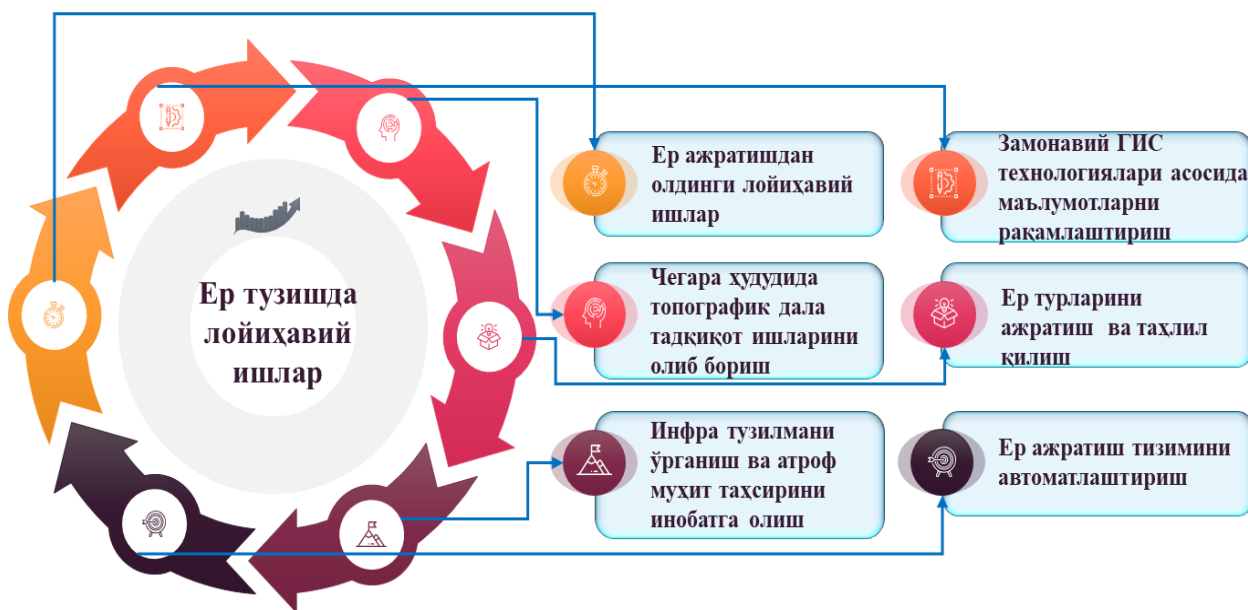 Ер тузишда
лойиҳавий
ишлар
Ер ажратишдан
олдинги лойиҳавий
ишлар
Замонавий ГИС
технологиялари асосида
маълумотларни
рақамлаштириш
Чегара ҳудудида
топографик дала
тадқиқот ишларини
олиб бориш
Ер турларини
ажратиш ва таҳлил
қилиш
Инфра тузилмани
ўрганиш ва атроф
муҳит таҳсирини
инобатга олиш
Ер ажратиш тизимини
автоматлаштириш